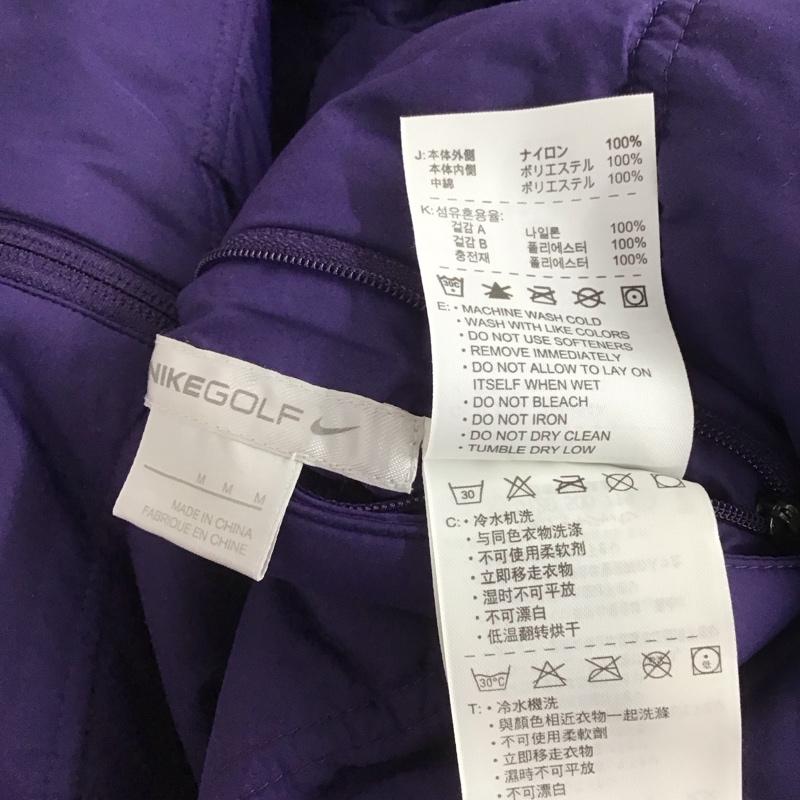 J:本体外側 ナイロン 100%
本体内側 ポリエステル 100%
中綿 ポリエステル 100%
K:섬유혼용율:
겉감 A 나일론 100%
겉감 B 폴리에스터 100%
충전재 폴리에스터 100%
30C
E: • MACHINE WASH COLD
• WASH WITH LIKE COLORS
• DO NOT USE SOFTENERS
• REMOVE IMMEDIATELY
• DO NOT ALLOW TO LAY ON
ITSELF WHEN WET
• DO NOT BLEACH
• DO NOT IRON
• DO NOT DRY CLEAN
• TUMBLE DRY LOW
NIKEGOLF
M M M
MADE IN CHINA
FABRIQUE EN CHINE
30
C: • 冷水机洗
• 与同色衣物洗涤
• 不可使用柔软剂
• 立即移走衣物
• 湿时不可平放
• 不可漂白
• 低温翻转烘干
30°C 低
T: • 冷水機洗
• 與顏色相近衣物一起洗滌
• 不可使用柔軟劑
• 立即移走衣物
• 濕時不可平放
• 不可漂白